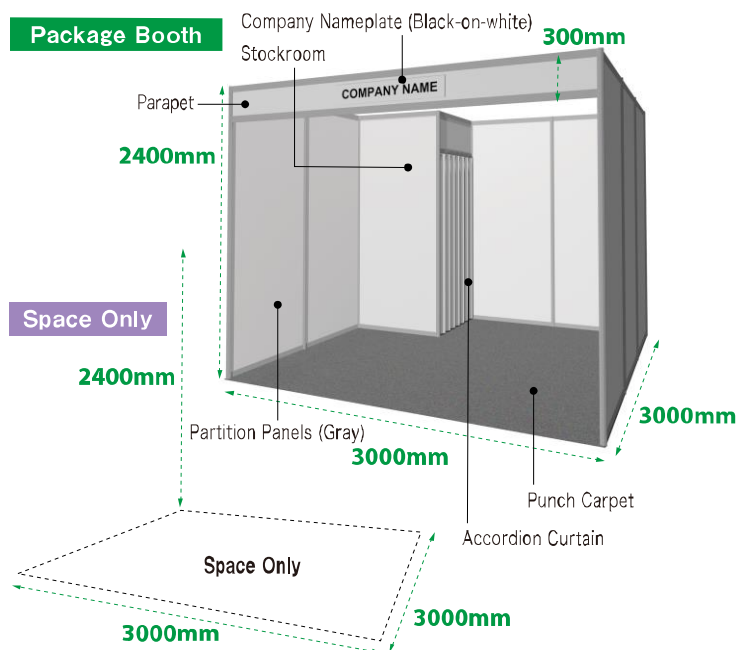 Package Booth
Company Nameplate (Black-on-white)
300mm
Stockroom
COMPANY NAME
Parapet
2400mm
Space Only
2400mm
3000mm
Partition Panels (Gray)
3000mm
Punch Carpet
Accordion Curtain
Space Only
3000mm
3000mm